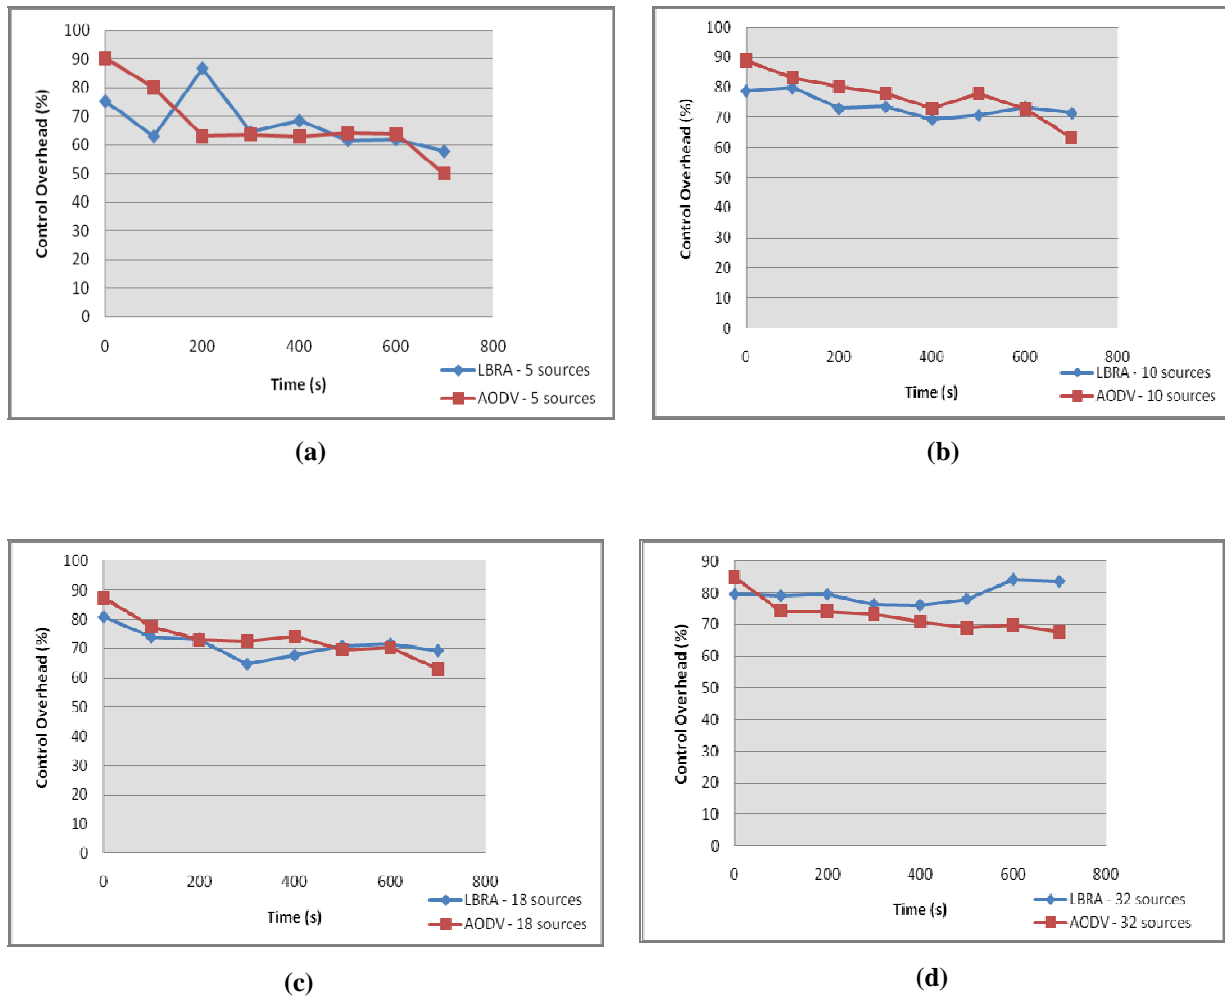 100
90
80
70
60
50
40
30
20
10
0
Control Overhead (%)
0 200 400 600 800
Time (s)
LBRA - 5 sources
AODV - 5 sources
(a)
100
90
80
70
60
50
40
30
20
10
0
Control Overhead (%)
0 200 400 600 800
Time (s)
LBRA - 10 sources
AODV - 10 sources
(b)
100
90
80
70
60
50
40
30
20
10
0
Control Overhead (%)
0 200 400 600 800
Time (s)
LBRA - 18 sources
AODV - 18 sources
(c)
90
80
70
60
50
40
30
20
10
0
Control Overhead (%)
0 200 400 600 800
Time (s)
LBRA - 32 sources
AODV - 32 sources
(d)